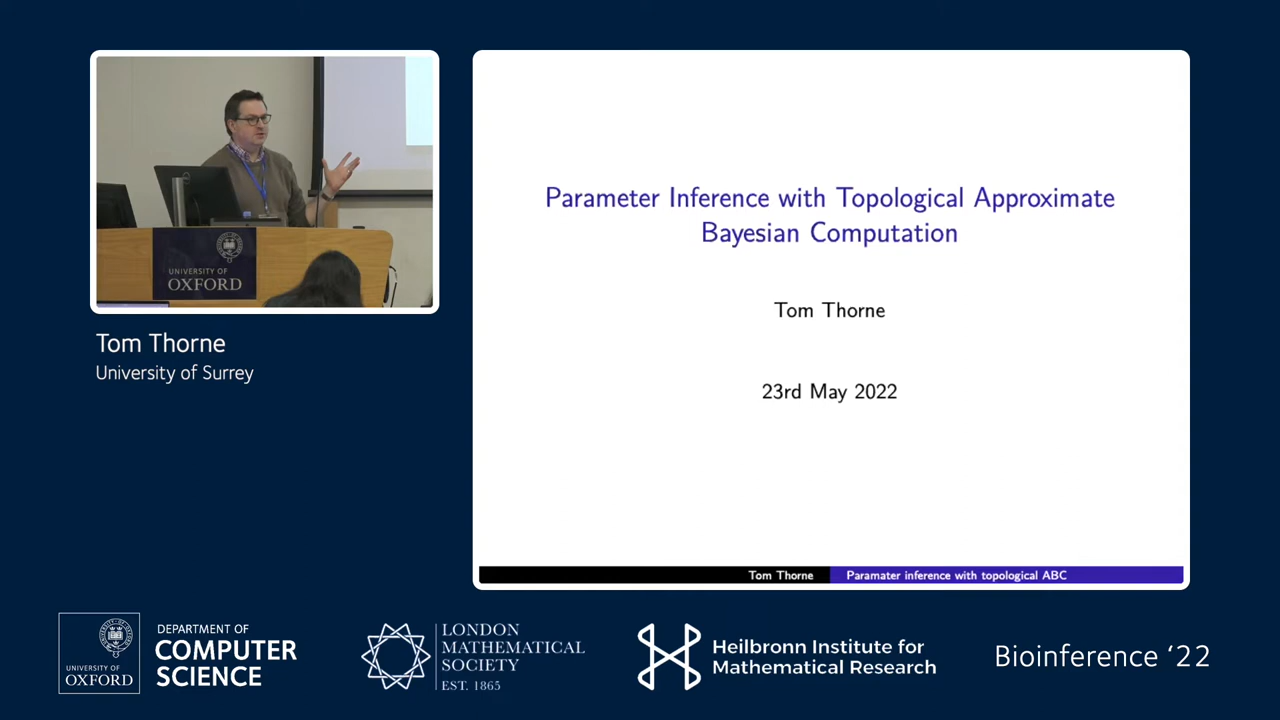 UNIVERSITY OF
OXFORD
Tom Thorne
University of Surrey
Parameter Inference with Topological Approximate
Bayesian Computation
Tom Thorne
23rd May 2022
Tom Thorne
Paramater inference with topological ABC
UNIVERSITY OF
OXFORD
DEPARTMENT OF
COMPUTER
SCIENCE
LONDON
MATHEMATICAL
SOCIETY
EST. 1865
Heilbronn Institute for
Mathematical Research
Bioinference ‘22